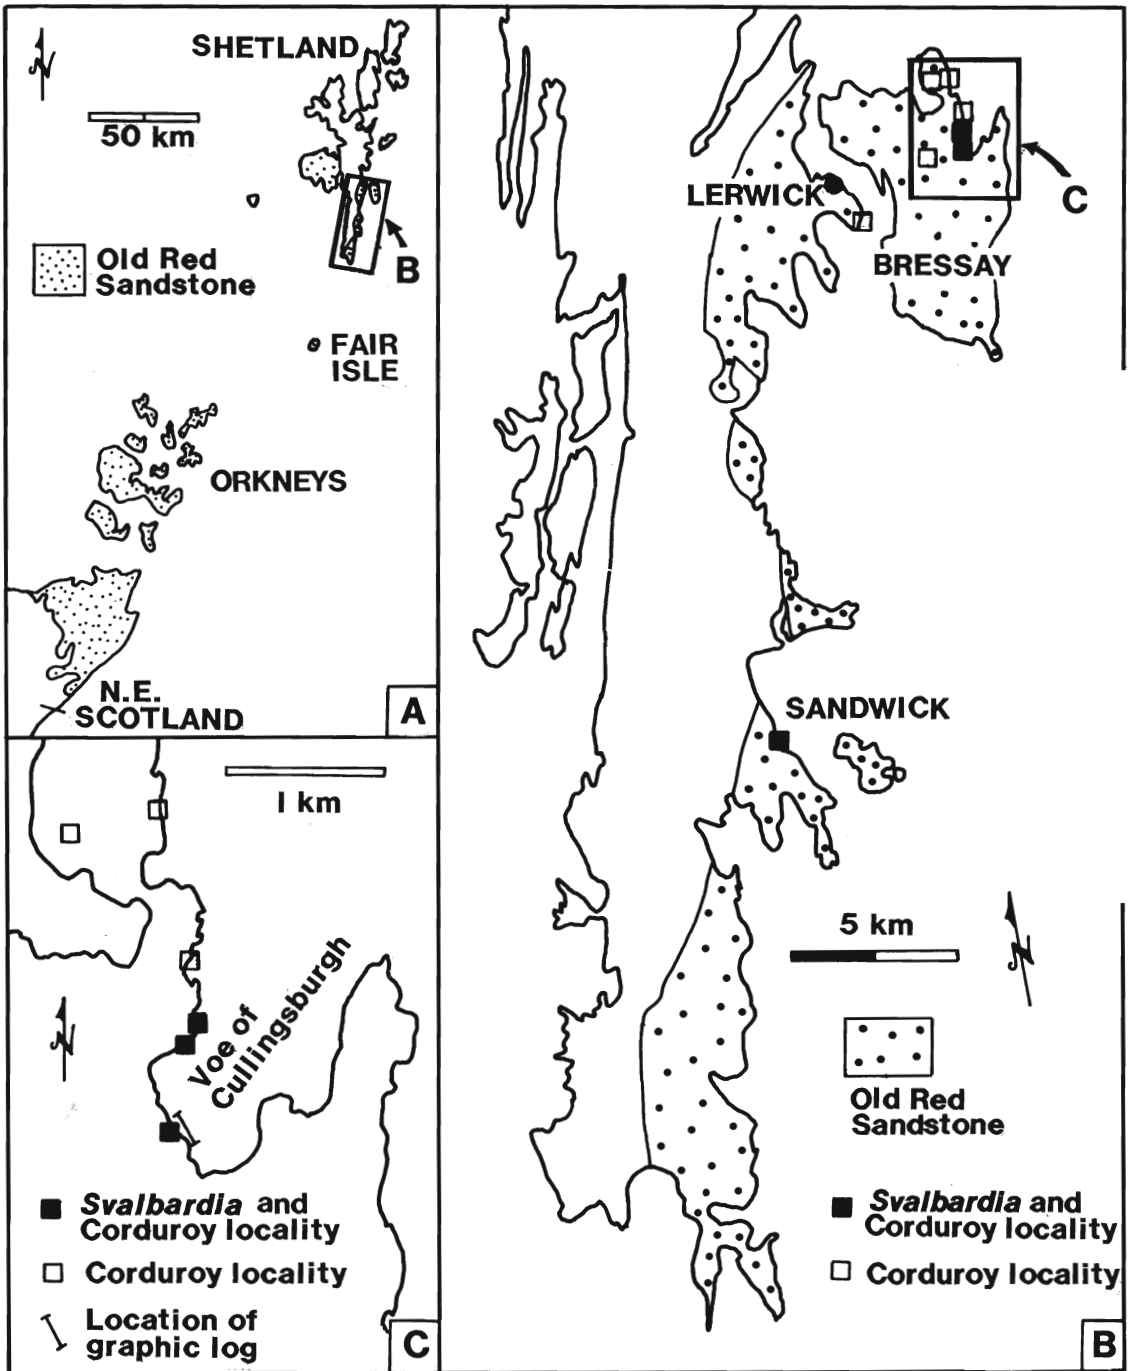 N
SHETLAND
50 km
Old Red
Sandstone
B
FAIR
ISLE
ORKNEYS
N.E.
SCOTLAND
A
LERWICK
C
BRESSAY
SANDWICK
5 km
N
Old Red
Sandstone
Svalbardia and
Corduroy locality
Corduroy locality
B
1 km
N
Voe of
Cullingsburgh
Svalbardia and
Corduroy locality
Corduroy locality
Location of
graphic log
C